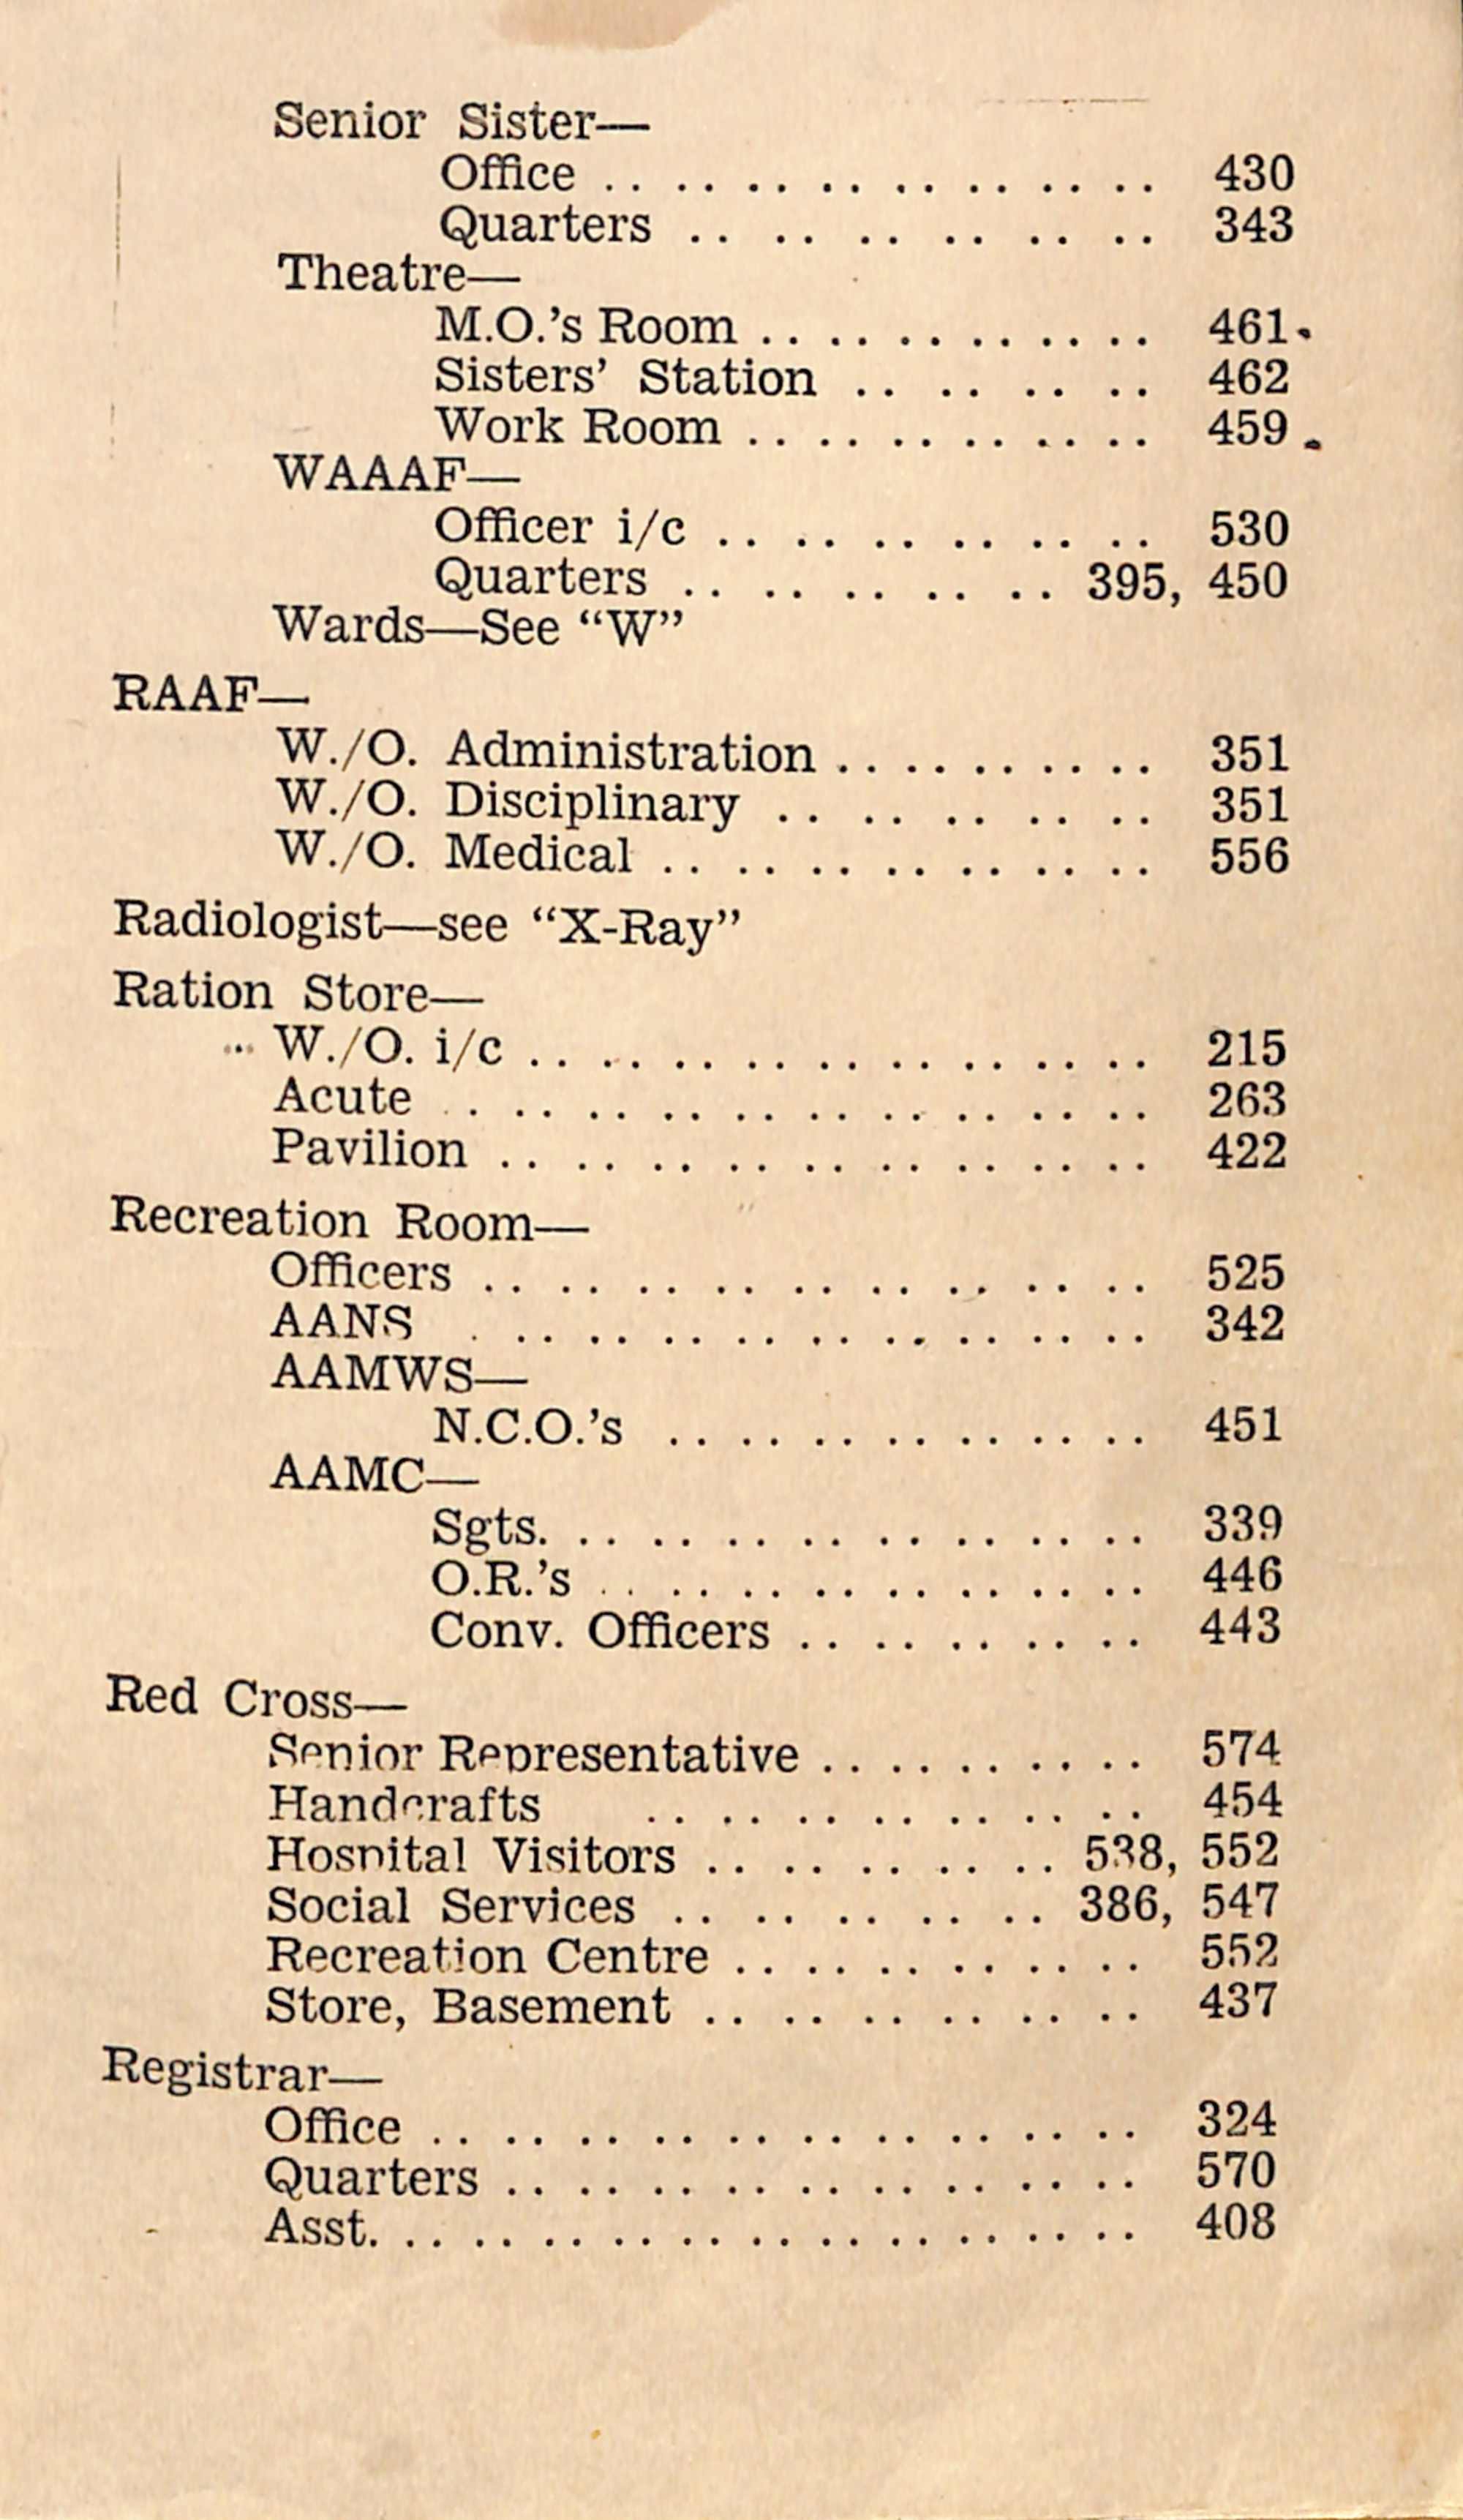 Senior Sister—
Office .. .. .. .. .. .. .. .. 430
Quarters .. .. .. .. .. .. 343
Theatre—
M.O.'s Room .. .. .. .. .. .. 461
Sisters' Station .. .. .. .. 462
Work Room .. .. .. .. .. .. 459
WAAAF—
Officer i/c .. .. .. .. .. .. 530
Quarters .. .. .. .. .. 395, 450
Wards—See “W”
RAAF—
W./O. Administration .. .. .. .. .. 351
W./O. Disciplinary .. .. .. .. .. 351
W./O. Medical .. .. .. .. .. .. .. 556
Radiologist—see “X-Ray”
Ration Store—
W./O. i/c .. .. .. .. .. .. .. .. .. 215
Acute . .. .. .. .. .. .. .. .. .. 263
Pavilion .. .. .. .. .. .. .. .. .. 422
Recreation Room—
Officers .. .. .. .. .. .. .. .. .. 525
AANS . .. .. .. .. .. .. .. .. .. 342
AAMWS—
N.C.O.'s .. .. .. .. .. .. .. 451
AAMC—
Sgts. .. .. .. .. .. .. .. .. 339
O.R.'s .. .. .. .. .. .. .. .. 446
Conv. Officers .. .. .. .. .. 443
Red Cross—
Senior Representative .. .. .. .. .. 574
Handcrafts .. .. .. .. .. .. .. 454
Hospital Visitors .. .. .. .. .. 538, 552
Social Services .. .. .. .. .. 386, 547
Recreation Centre .. .. .. .. .. .. 552
Store, Basement .. .. .. .. .. .. 437
Registrar—
Office .. .. .. .. .. .. .. .. .. .. 324
Quarters .. .. .. .. .. .. .. .. .. 570
Asst. .. .. .. .. .. .. .. .. .. .. .. 408